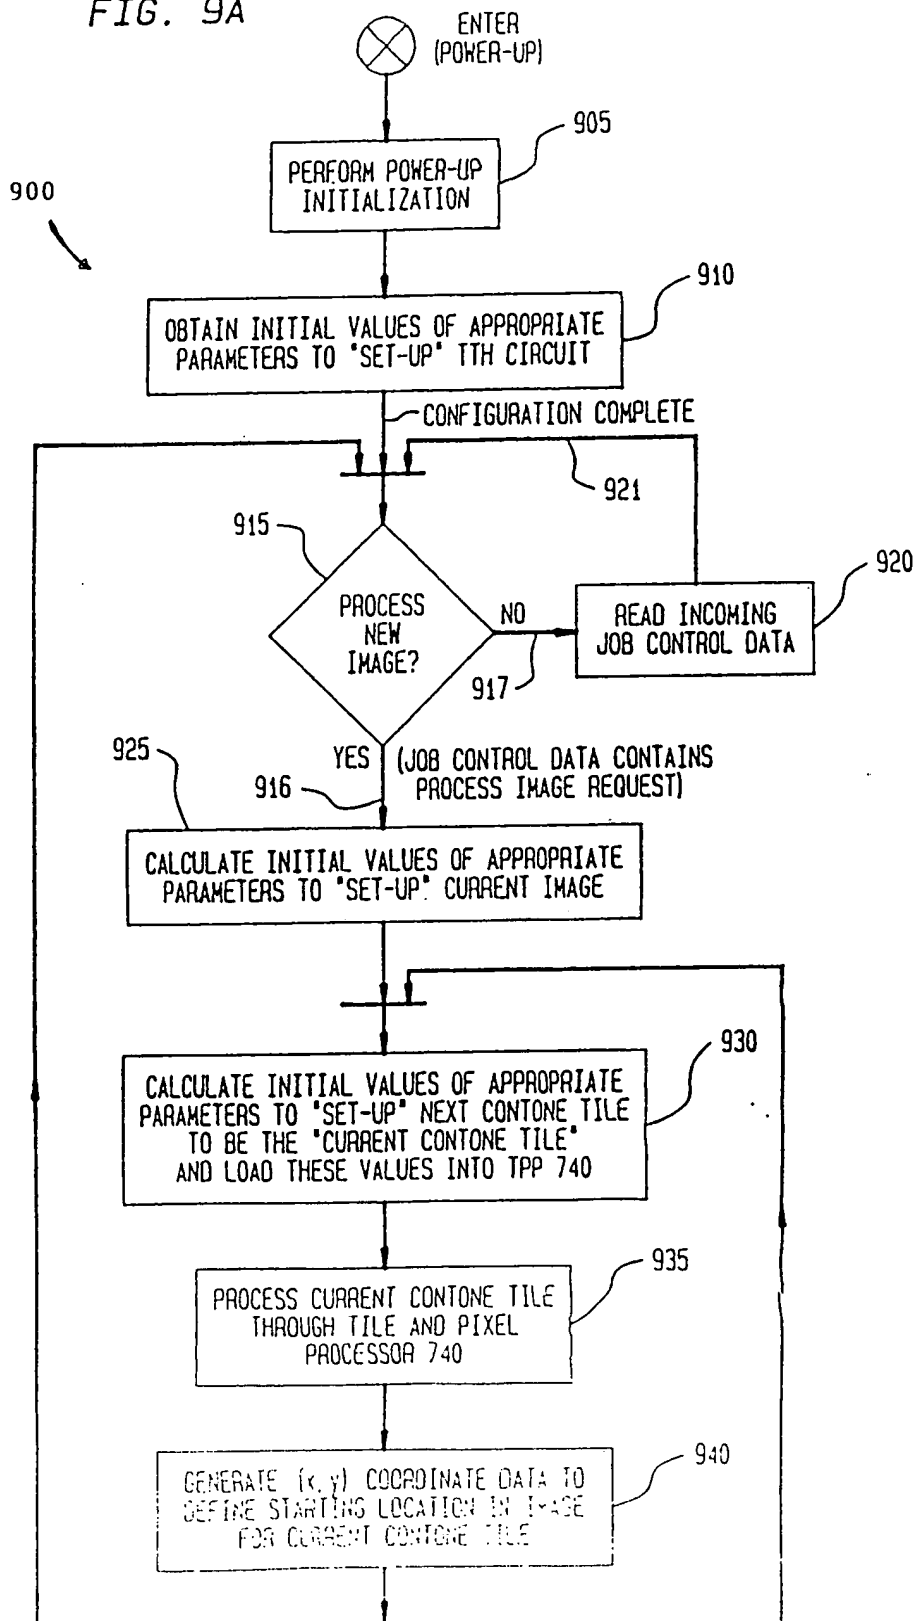 FIG. 9A
ENTER
(POWER-UP)
905
PERFORM POWER-UP
INITIALIZATION
900
910
OBTAIN INITIAL VALUES OF APPROPRIATE
PARAMETERS TO "SET-UP" TTH CIRCUIT
CONFIGURATION COMPLETE
921
915
920
PROCESS
NEW
IMAGE?
NO
READ INCOMING
JOB CONTROL DATA
917
925
YES
(JOB CONTROL DATA CONTAINS
PROCESS IMAGE REQUEST)
916
CALCULATE INITIAL VALUES OF APPROPRIATE
PARAMETERS TO "SET-UP" CURRENT IMAGE
930
CALCULATE INITIAL VALUES OF APPROPRIATE
PARAMETERS TO "SET-UP" NEXT CONTONE TILE
TO BE THE "CURRENT CONTONE TILE"
AND LOAD THESE VALUES INTO TPP 740
935
PROCESS CURRENT CONTONE TILE
THROUGH TILE AND PIXEL
PROCESSOR 740
940
GENERATE (x, y) COORDINATE DATA TO
DEFINE STARTING LOCATION IN IMAGE
FOR CURRENT CONTONE TILE